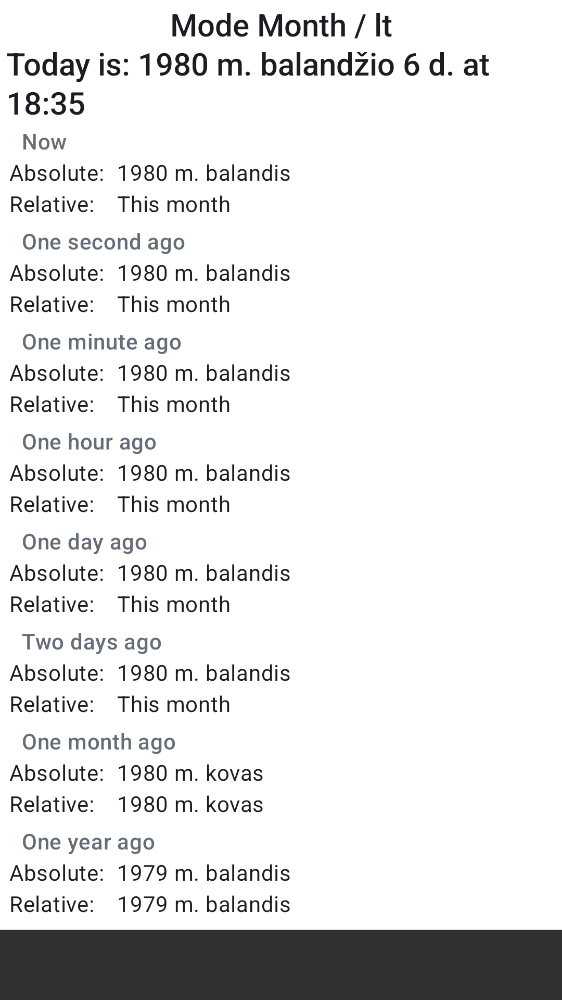 Mode Month / lt
Today is: 1980 m. balandžio 6 d. at
18:35
Now
Absolute: 1980 m. balandis
Relative: This month
One second ago
Absolute: 1980 m. balandis
Relative: This month
One minute ago
Absolute: 1980 m. balandis
Relative: This month
One hour ago
Absolute: 1980 m. balandis
Relative: This month
One day ago
Absolute: 1980 m. balandis
Relative: This month
Two days ago
Absolute: 1980 m. balandis
Relative: This month
One month ago
Absolute: 1980 m. kovas
Relative: 1980 m. kovas
One year ago
Absolute: 1979 m. balandis
Relative: 1979 m. balandis